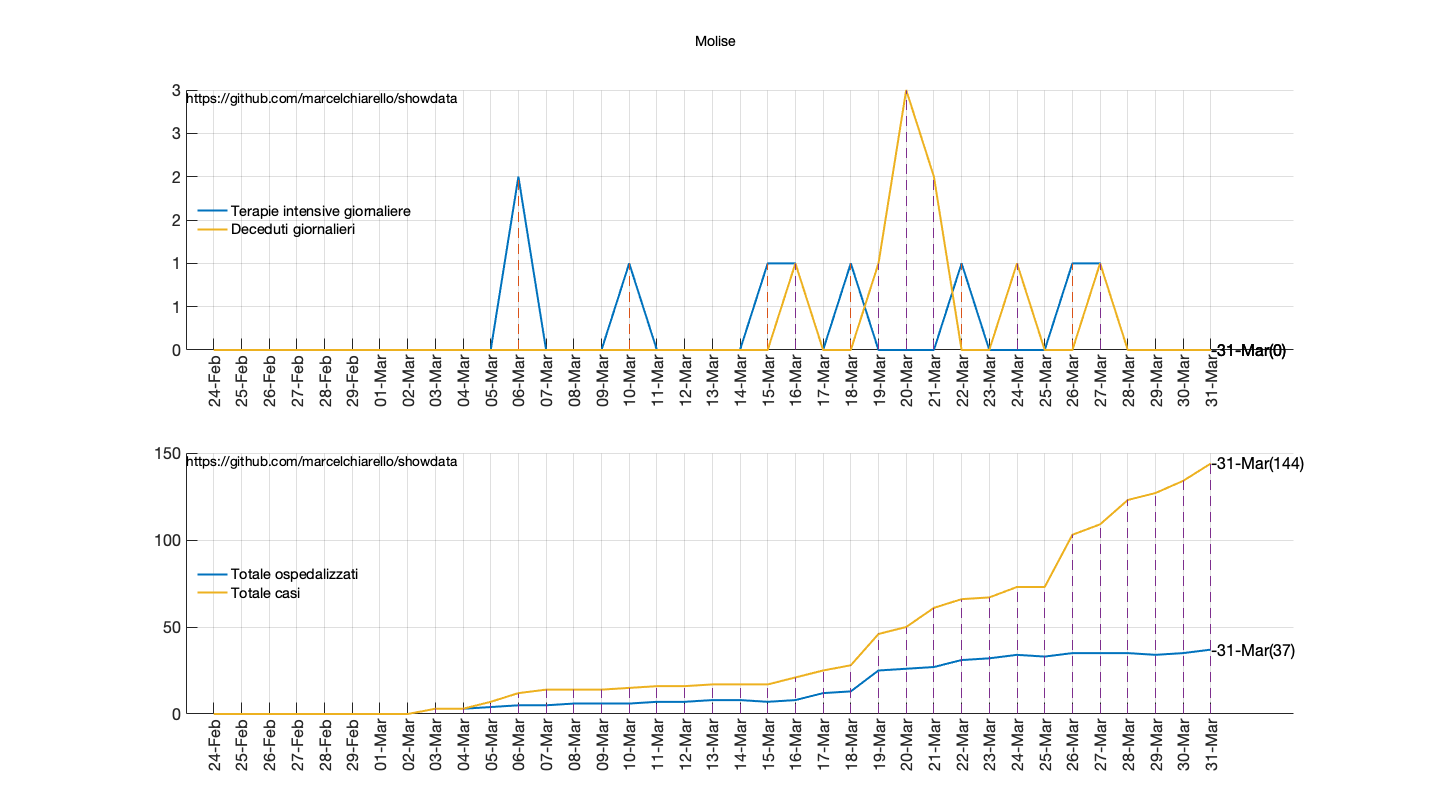 Molise
https://github.com/marcelchiarello/showdata
3
3
2
2
1
1
0
Terapie intensive giornaliere
Deceduti giornalieri
-31-Mar(0)
24-Feb
25-Feb
26-Feb
27-Feb
28-Feb
29-Feb
01-Mar
02-Mar
03-Mar
04-Mar
05-Mar
06-Mar
07-Mar
08-Mar
09-Mar
10-Mar
11-Mar
12-Mar
13-Mar
14-Mar
15-Mar
16-Mar
17-Mar
18-Mar
19-Mar
20-Mar
21-Mar
22-Mar
23-Mar
24-Mar
25-Mar
26-Mar
27-Mar
28-Mar
29-Mar
30-Mar
31-Mar
https://github.com/marcelchiarello/showdata
150
100
50
0
Totale ospedalizzati
Totale casi
-31-Mar(144)
-31-Mar(37)
24-Feb
25-Feb
26-Feb
27-Feb
28-Feb
29-Feb
01-Mar
02-Mar
03-Mar
04-Mar
05-Mar
06-Mar
07-Mar
08-Mar
09-Mar
10-Mar
11-Mar
12-Mar
13-Mar
14-Mar
15-Mar
16-Mar
17-Mar
18-Mar
19-Mar
20-Mar
21-Mar
22-Mar
23-Mar
24-Mar
25-Mar
26-Mar
27-Mar
28-Mar
29-Mar
30-Mar
31-Mar